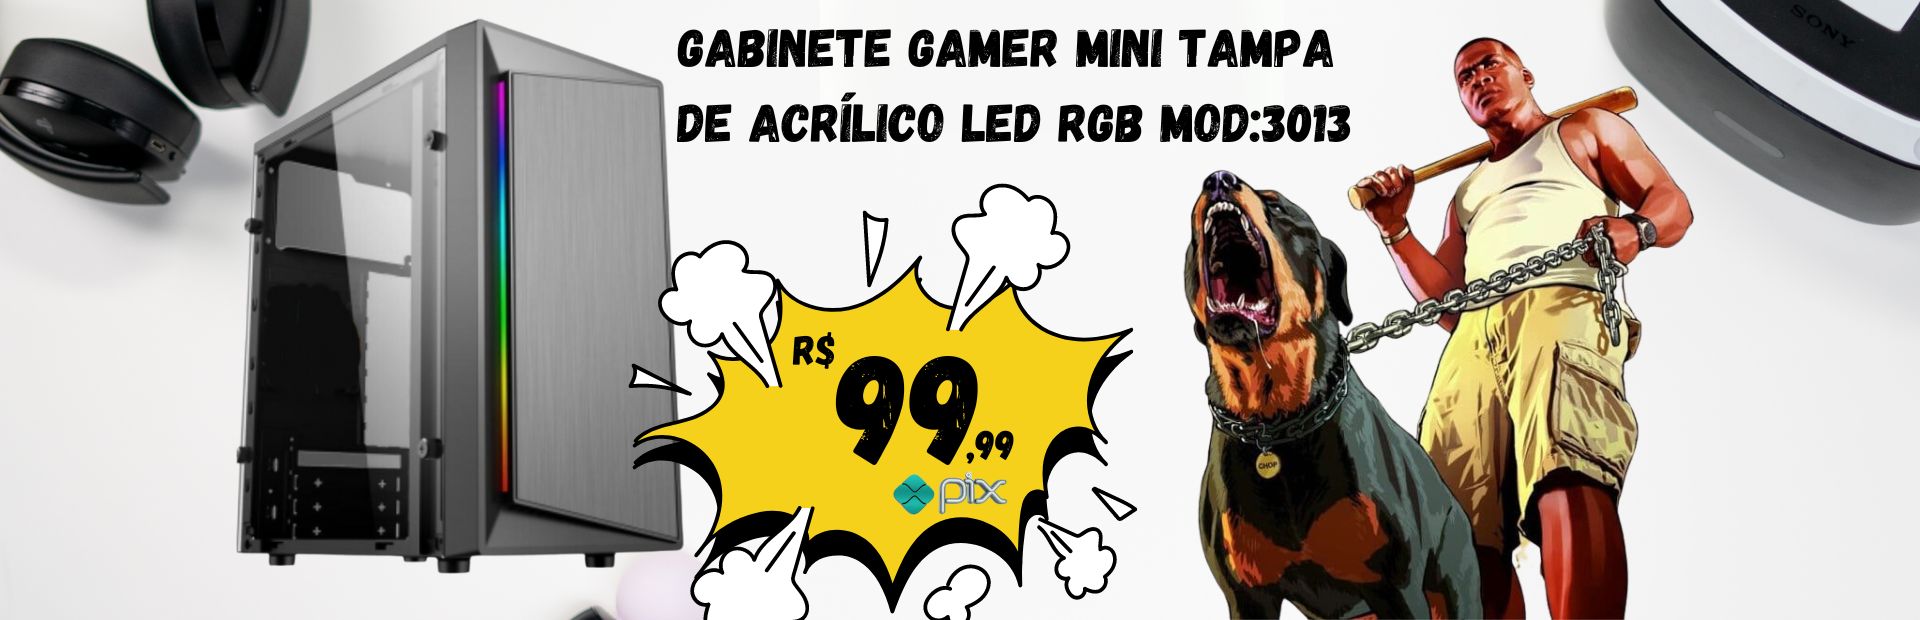 GABINETE GAMER MINI TAMPA
DE ACRÍLICO LED RGB MOD:3013
R$ 99,99
pix
CHOP
SONY